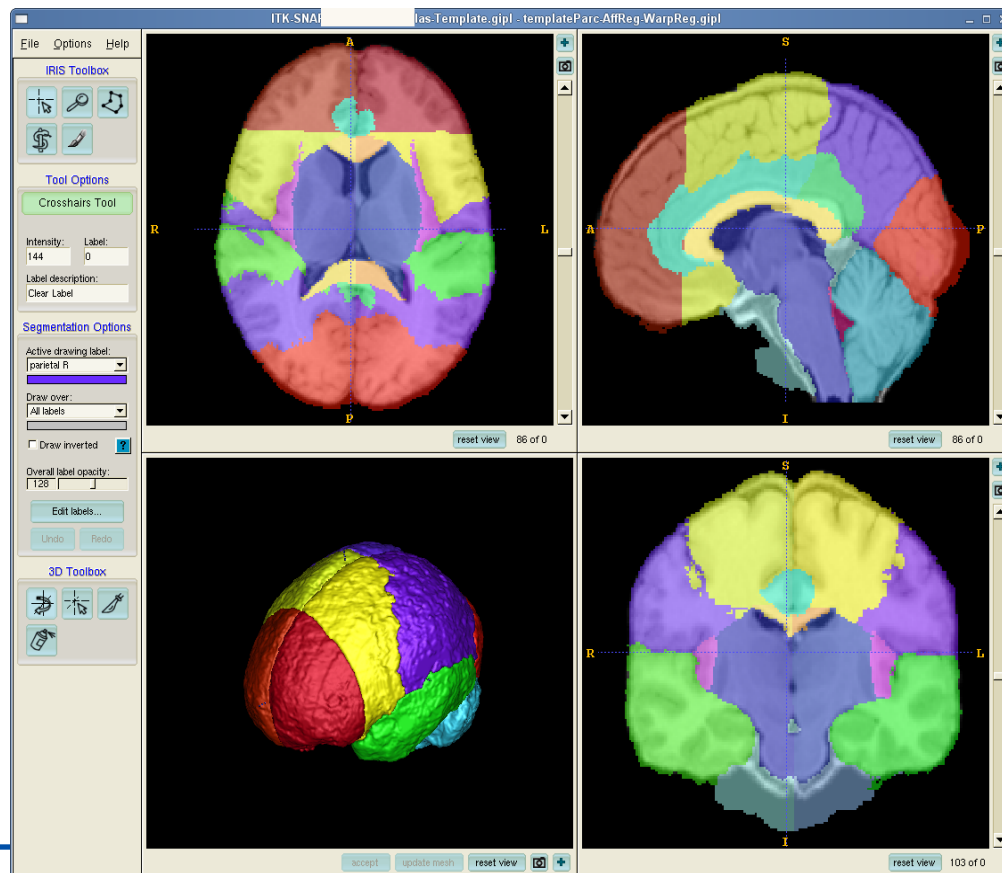 ITK-SNA
las-Template.gipl - templateParc-AffReg-WarpReg.gipl
File Options Help
IRIS Toolbox
Tool Options
Crosshairs Tool
Intensity: Label:
144 0
Label description:
Clear Label
Segmentation Options
Active drawing label:
parietal R
Draw over:
All labels
Draw inverted ?
Overall label opacity:
128
Edit labels...
Undo Redo
3D Toolbox
A
R L
P
reset view 86 of 0
S
A P
I
reset view 86 of 0
accept update mesh reset view
S
R L
I
reset view 103 of 0